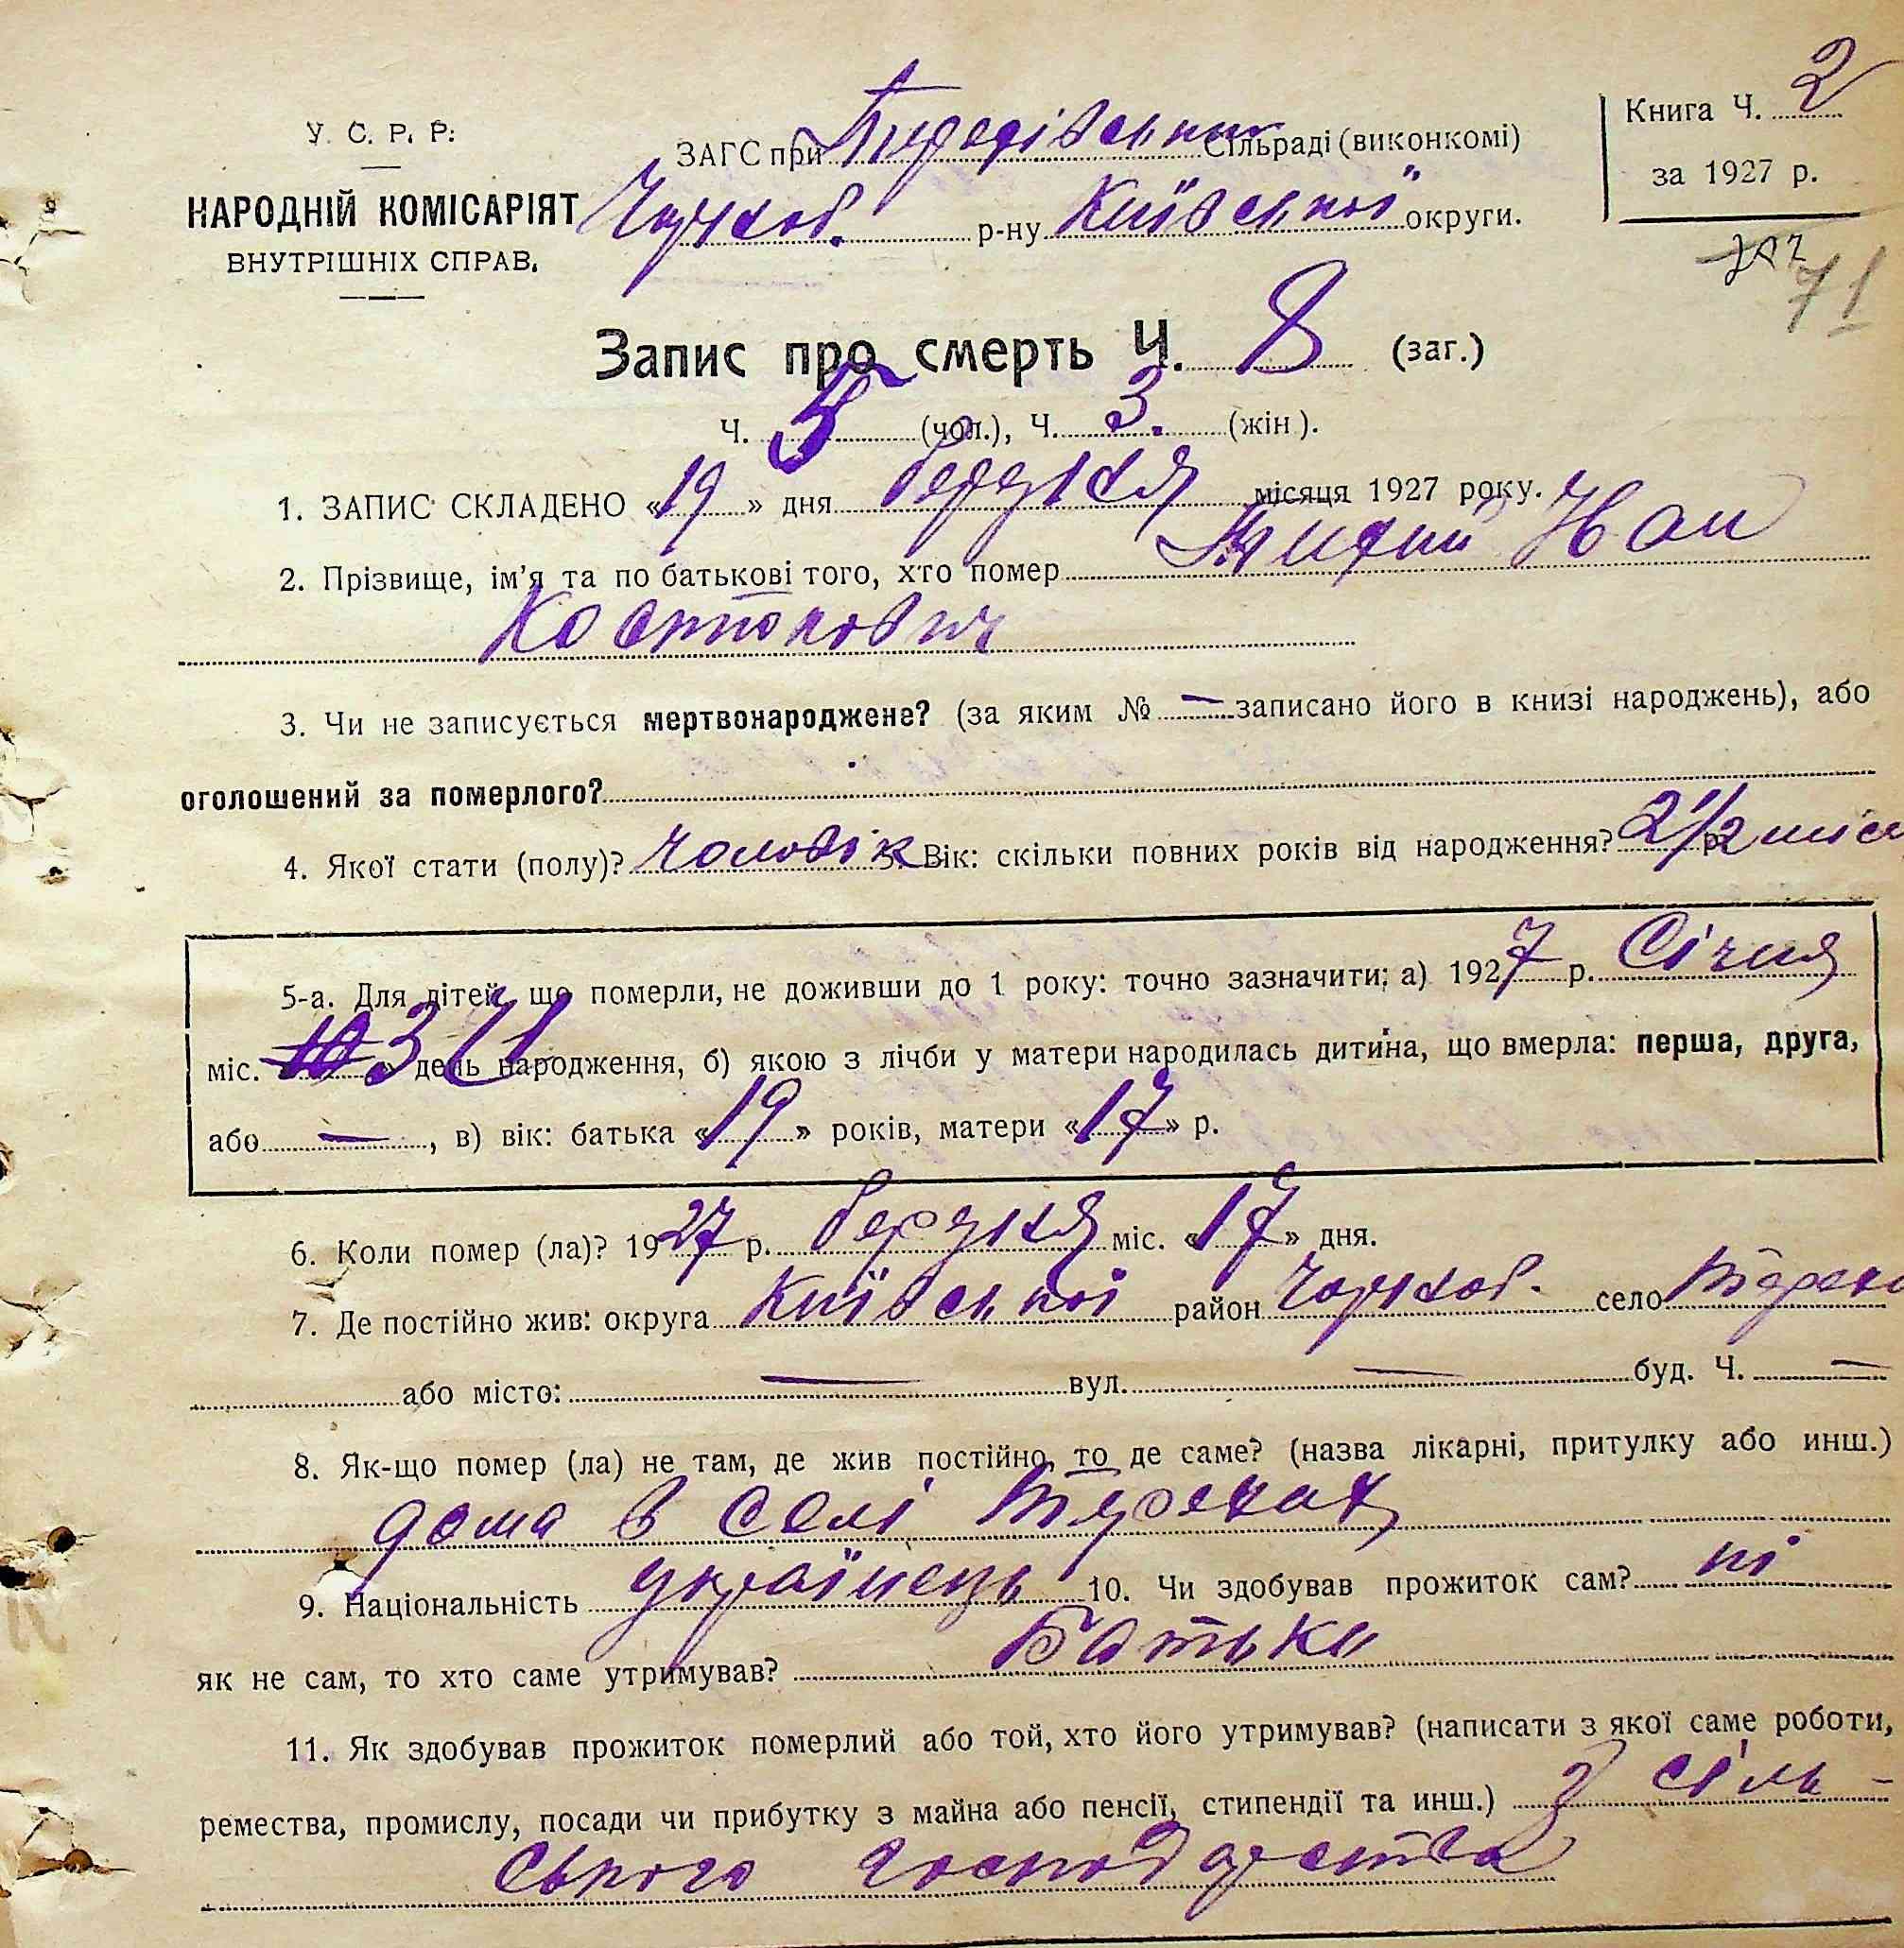 У. С. Р. Р.
НАРОДНІЙ КОМІСАРІЯТ
ВНУТРІШНІХ СПРАВ.
ЗАГС при Сільраді (виконкомі)
р-ну Київської округи.
Книга Ч. 2
за 1927 р.
71
Запис про смерть Ч. 8 (заг.)
Ч. 5 (чол.), Ч. 3. (жін).
1. ЗАПИС СКЛАДЕНО «19» дня березня місяця 1927 року.
2. Прізвище, ім'я та по батькові того, хто помер Іван
3. Чи не записується мертвонароджене? (за яким № — записано його в книзі народжень), або
оголошений за померлого?
4. Якої стати (полу)? чоловік 5. Вік: скільки повних років від народження? 2 1/2 р. міся
5-а. Для дітей, що померли, не доживши до 1 року: точно зазначити; а) 1927 р. Січня
міс. « 3 » день народження, б) якою з лічби у матери народилась дитина, що вмерла: перша, друга,
або —, в) вік: батька «19» років, матери «17» р.
6. Коли помер (ла)? 1927 р. березня міс. «17» дня.
7. Де постійно жив: округа Київської район село
або місто: — вул. — буд. Ч. —
8. Як-що помер (ла) не там, де жив постійно, то де саме? (назва лікарні, притулку або инш.)
дома в селі
9. Національність українець 10. Чи здобував прожиток сам? ні
як не сам, то хто саме утримував? Батьки
11. Як здобував прожиток померлий або той, хто його утримував? (написати з якої саме роботи,
ремества, промислу, посади чи прибутку з майна або пенсії, стипендії та инш.) З сіль-
ського господарства